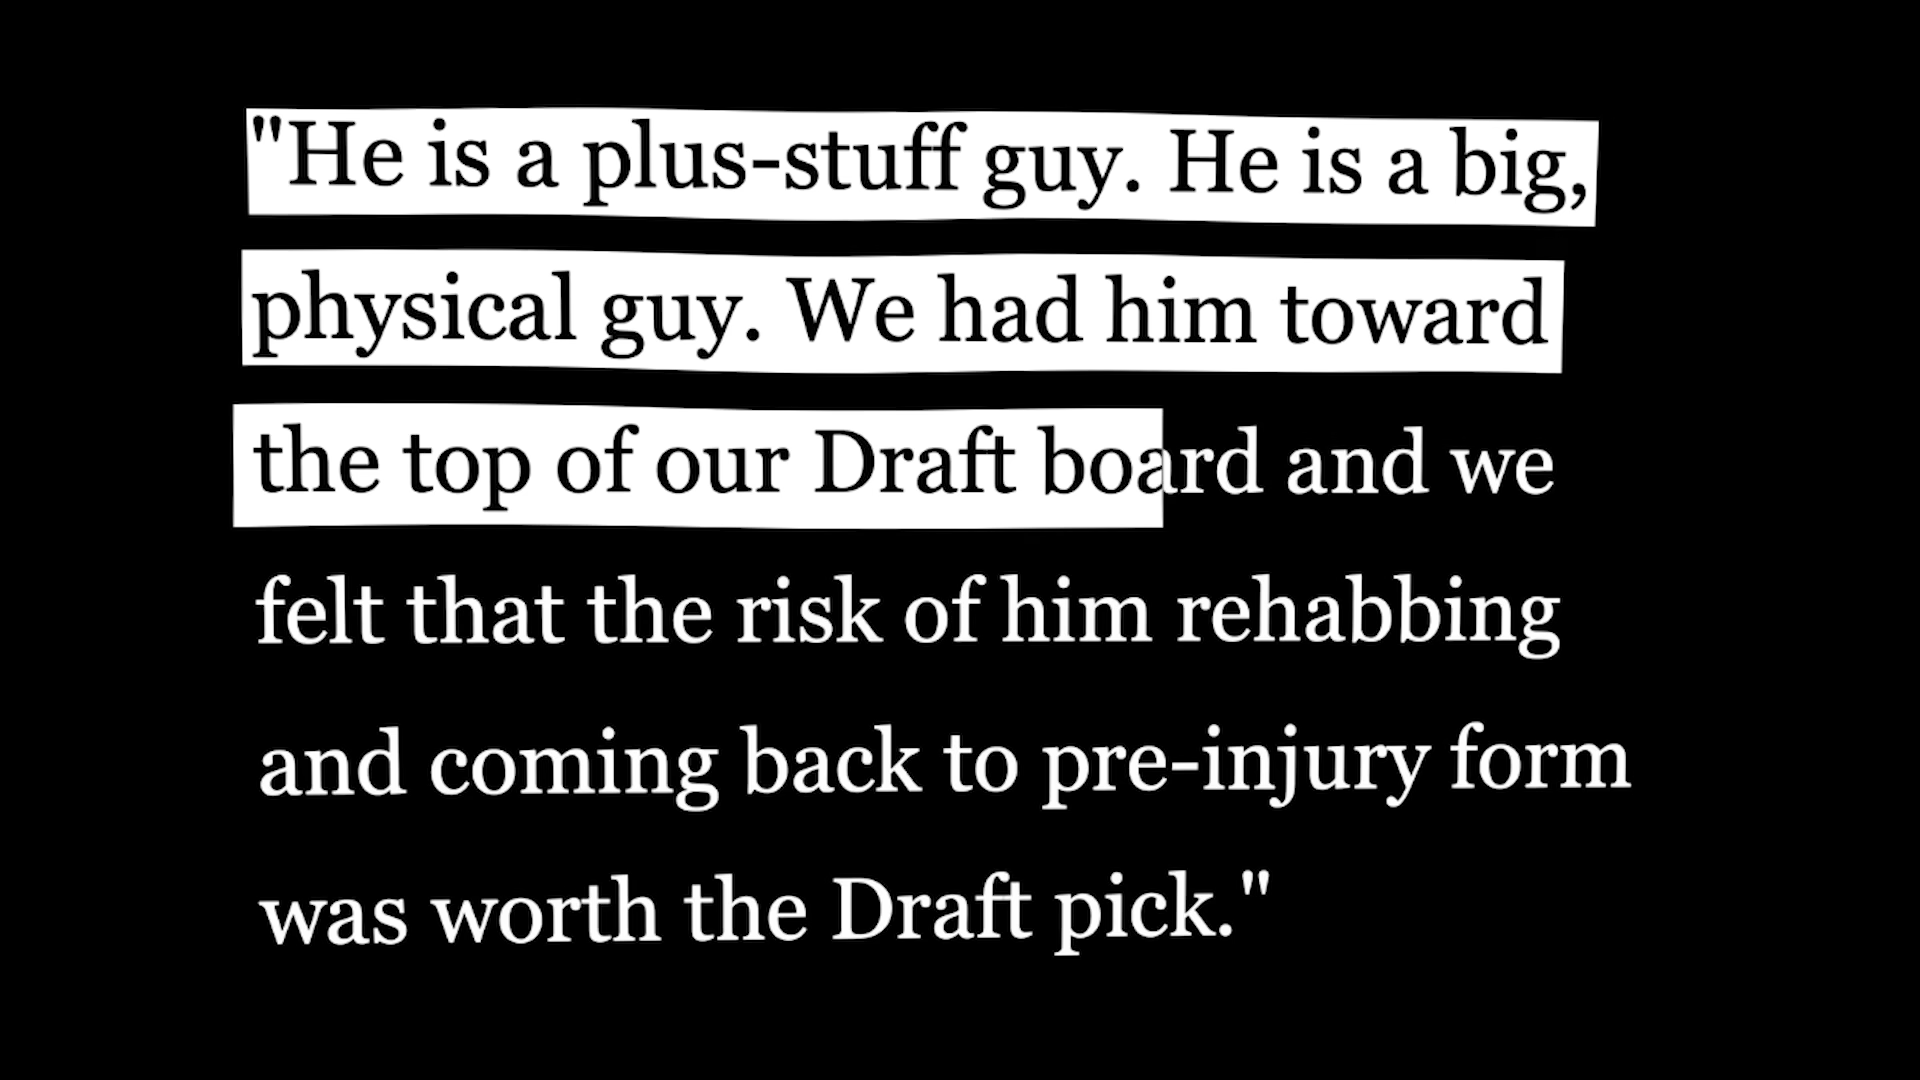 "He is a plus-stuff guy. He is a big,
physical guy. We had him toward
the top of our Draft board and we
felt that the risk of him rehabbing
and coming back to pre-injury form
was worth the Draft pick."